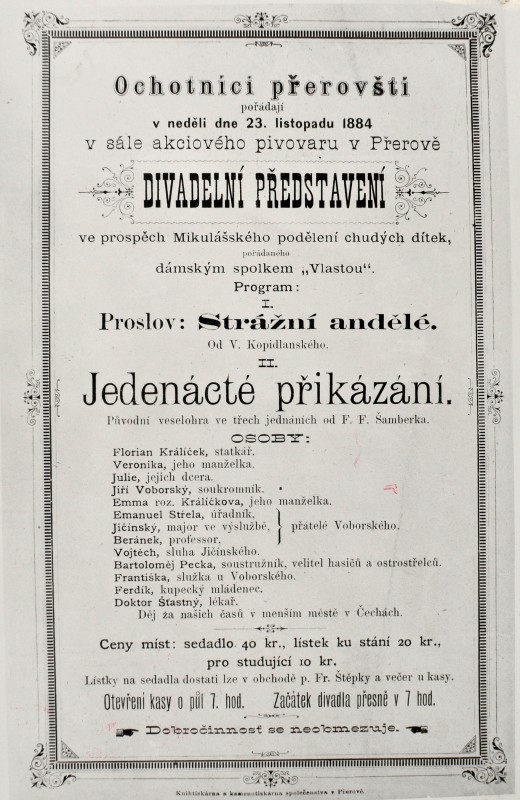 Ochotníci přerovští
pořádají
v neděli dne 23. listopadu 1884
v sále akciového pivovaru v Přerově
DIVADELNÍ PŘEDSTAVENÍ
ve prospěch Mikulášského podělení chudých dítek,
pořádaného
dámským spolkem „Vlastou“.
Program:
I.
Proslov: Strážní andělé.
Od V. Kopidlanského.
II.
Jedenácté přikázání.
Původní veselohra ve třech jednáních od F. F. Šamberka.
OSOBY:
Florian Králíček, statkář.
Veronika, jeho manželka.
Julie, jejich dcera.
Jiří Voborský, soukromník.
Emma roz. Králíčkova, jeho manželka.
Emanuel Střela, úřadník,
Jičínský, major ve výslužbě, } přátelé Voborského.
Beránek, professor,
Vojtěch, sluha Jičínského.
Bartoloměj Pecka, soustružník, velitel hasičů a ostrostřelců.
Františka, služka u Voborského.
Ferdík, kupecký mládenec.
Doktor Šťastný, lékař.
Děj za našich časů v menším městě v Čechách.
Ceny míst: sedadlo 40 kr., lístek ku stání 20 kr.,
pro studující 10 kr.
Lístky na sedadla dostati lze v obchodě p. Fr. Štěpky a večer u kasy.
Otevření kasy o půl 7. hod. Začátek divadla přesně v 7 hod.
Dobročinnosť se neobmezuje.
Knihtiskárna a kamenotiskárna společenstva v Přerově.